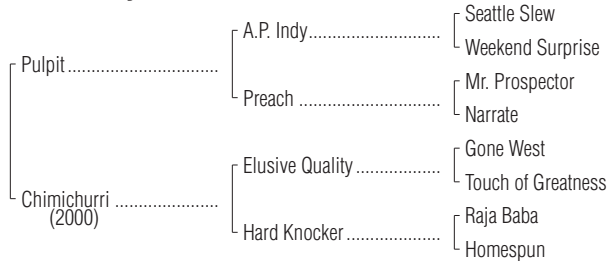 Seattle Slew
A.P. Indy..............................
Weekend Surprise
Pulpit..................................
Mr. Prospector
Preach ................................
Narrate
Gone West
Elusive Quality ....................
Touch of Greatness
Chimichurri ........................
(2000)
Raja Baba
Hard Knocker......................
Homespun